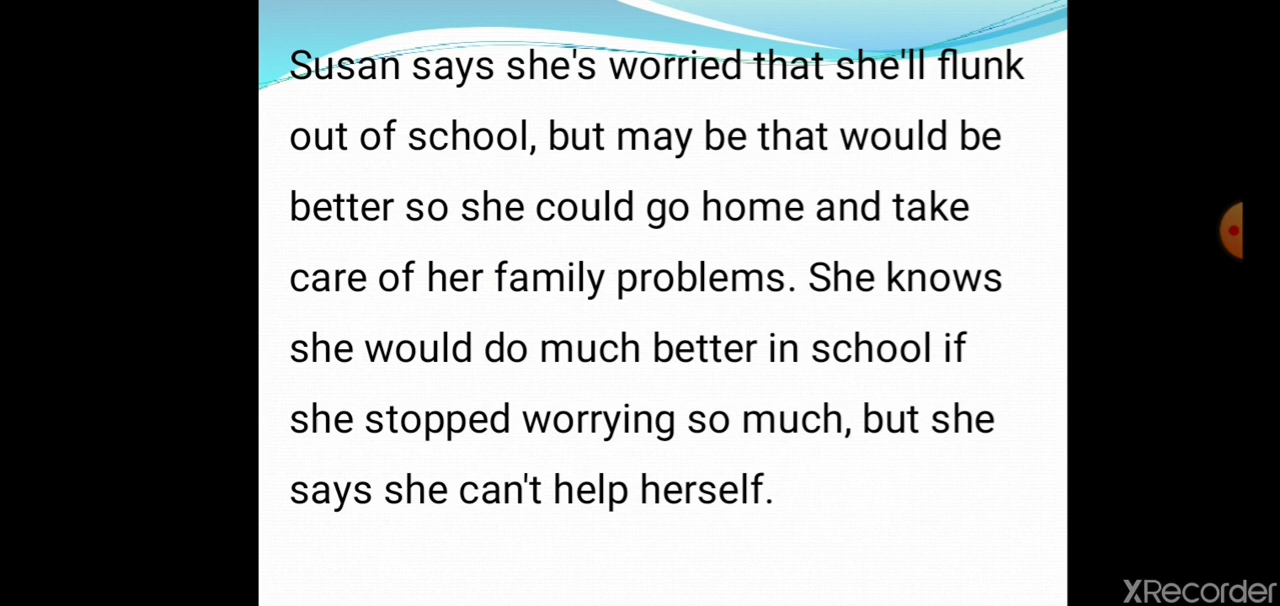 Susan says she's worried that she'll flunk
out of school, but may be that would be
better so she could go home and take
care of her family problems. She knows
she would do much better in school if
she stopped worrying so much, but she
says she can't help herself.
XRecorder